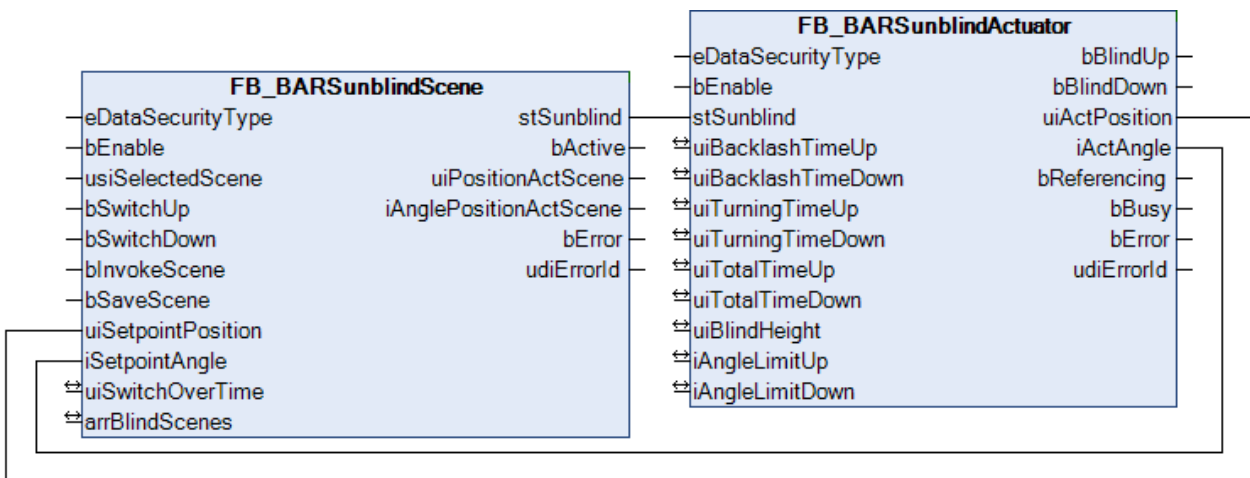 FB_BARSunblindScene
eDataSecurityType stSunblind
bEnable bActive
usiSelectedScene uiPositionActScene
bSwitchUp iAnglePositionActScene
bSwitchDown bError
bInvokeScene udiErrorId
bSaveScene
uiSetpointPosition
iSetpointAngle
uiSwitchOverTime
arrBlindScenes
FB_BARSunblindActuator
eDataSecurityType bBlindUp
bEnable bBlindDown
stSunblind uiActPosition
uiBacklashTimeUp iActAngle
uiBacklashTimeDown bReferencing
uiTurningTimeUp bBusy
uiTurningTimeDown bError
uiTotalTimeUp udiErrorId
uiTotalTimeDown
uiBlindHeight
iAngleLimitUp
iAngleLimitDown